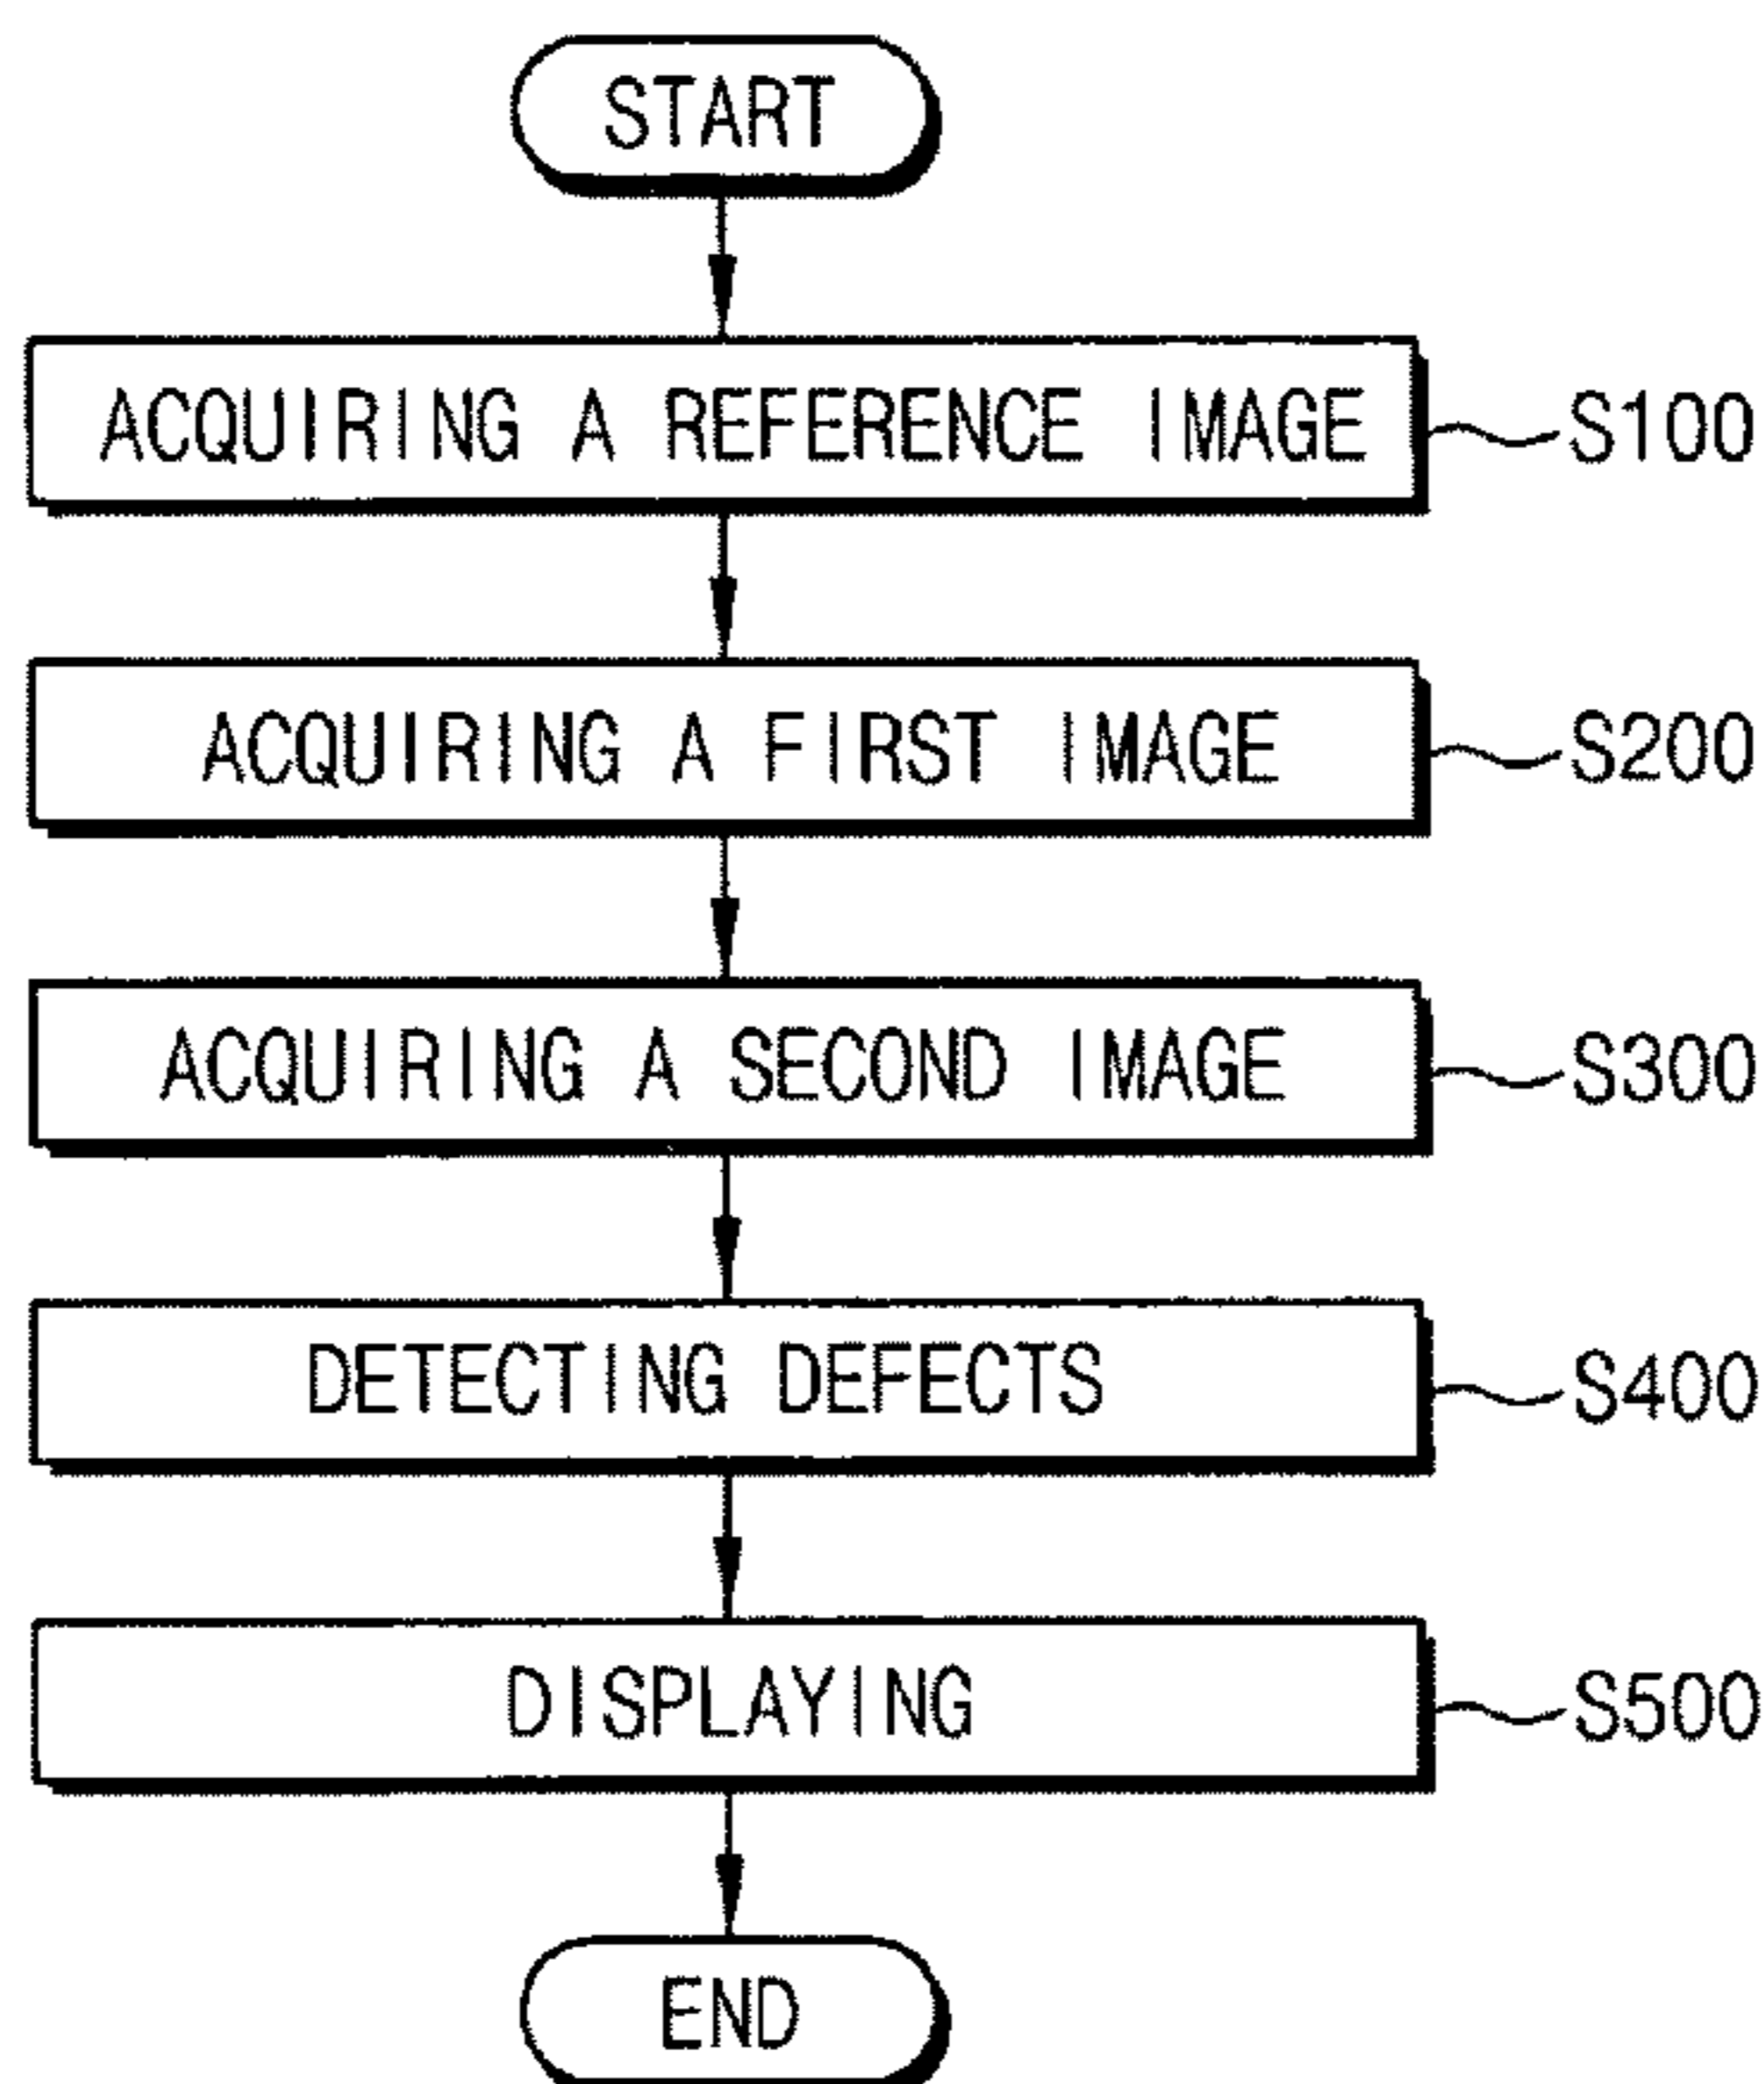 START
ACQUIRING A REFERENCE IMAGE S100
ACQUIRING A FIRST IMAGE S200
ACQUIRING A SECOND IMAGE S300
DETECTING DEFECTS S400
DISPLAYING S500
END